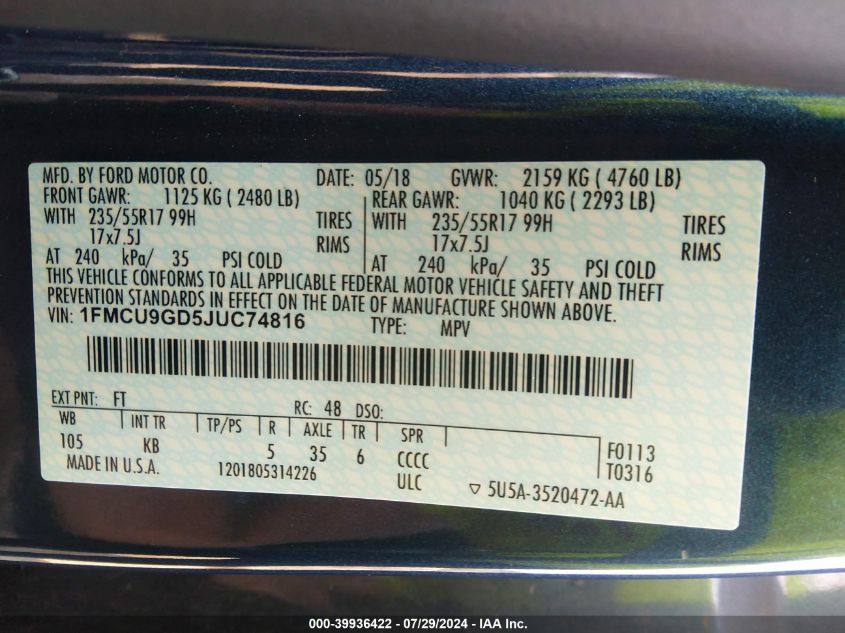 MFD. BY FORD MOTOR CO. DATE: 05/18 GVWR: 2159 KG ( 4760 LB)
FRONT GAWR: 1125 KG ( 2480 LB) REAR GAWR: 1040 KG ( 2293 LB)
WITH 235/55R17 99H TIRES WITH 235/55R17 99H TIRES
17x7.5J RIMS 17x7.5J RIMS
AT 240 kPa/ 35 PSI COLD AT 240 kPa/ 35 PSI COLD
THIS VEHICLE CONFORMS TO ALL APPLICABLE FEDERAL MOTOR VEHICLE SAFETY AND THEFT
PREVENTION STANDARDS IN EFFECT ON THE DATE OF MANUFACTURE SHOWN ABOVE.
VIN: 1FMCU9GD5JUC74816 TYPE: MPV
EXT PNT: FT RC: 48 DSO:
WB INT TR TP/PS R AXLE TR SPR
105 KB 5 35 6 CCCC F0113
MADE IN U.S.A. 1201805314226 ULC T0316
▽ 5U5A-3520472-AA
000-39936422 - 07/29/2024 - IAA Inc.